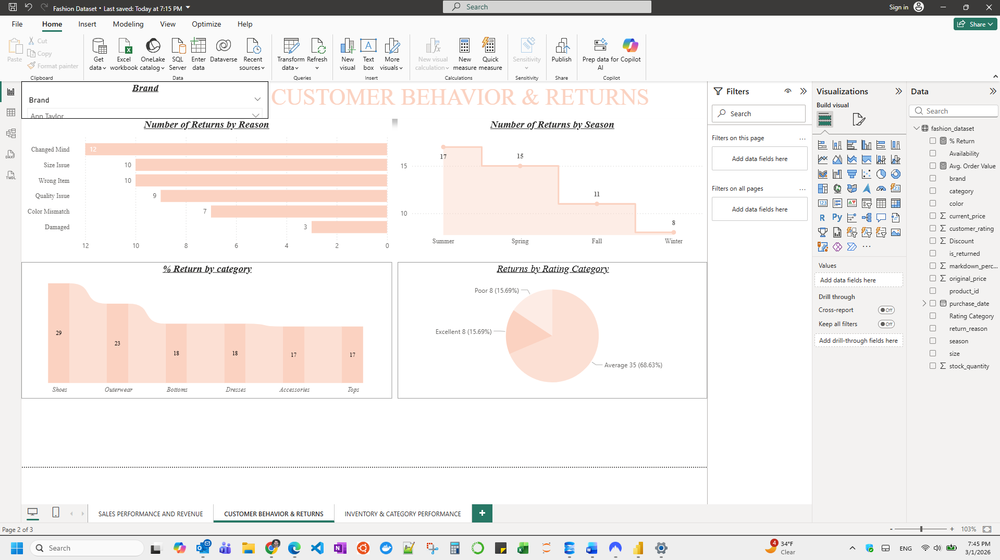 Fashion Dataset • Last saved: Today at 7:15 PM
Search
Sign in
File Home Insert Modeling View Optimize Help
Share
Paste
Cut
Copy
Format painter
Clipboard
Get data
Excel workbook
OneLake catalog
SQL Server
Enter data
Dataverse
Recent sources
Data
Transform data
Refresh
Queries
New visual
Text box
More visuals
Insert
New visual calculation
New measure
Quick measure
Calculations
Sensitivity
Sensitivity
Publish
Share
Prep data for AI
Copilot
Copilot
Brand
Brand
Ann Taylor
CUSTOMER BEHAVIOR & RETURNS
Number of Returns by Reason
Changed Mind 12
Size Issue 10
Wrong Item 10
Quality Issue 9
Color Mismatch 7
Damaged 3
12 10 8 6 4 2 0
Number of Returns by Season
15
10
17
15
11
8
Summer Spring Fall Winter
% Return by category
29 23 18 18 17 17
Shoes Outerwear Bottoms Dresses Accessories Tops
Returns by Rating Category
Poor 8 (15.69%)
Excellent 8 (15.69%)
Average 35 (68.63%)
Filters
Search
Filters on this page
...
Add data fields here
Filters on all pages
...
Add data fields here
Visualizations
Build visual
123
123
R
Py
...
Values
Add data fields here
Drill through
Cross-report
Off
Keep all filters
Off
Add drill-through fields here
Data
Search
fashion_dataset
% Return
Availability
Avg. Order Value
brand
category
color
current_price
customer_rating
Discount
is_returned
markdown_perc...
original_price
product_id
purchase_date
Rating Category
return_reason
season
size
stock_quantity
DAX
TMDL
SALES PERFORMANCE AND REVENUE
CUSTOMER BEHAVIOR & RETURNS
INVENTORY & CATEGORY PERFORMANCE
+
Page 2 of 3
- + 103%
Search
4
34°F
Clear
ENG
7:45 PM
3/1/2026